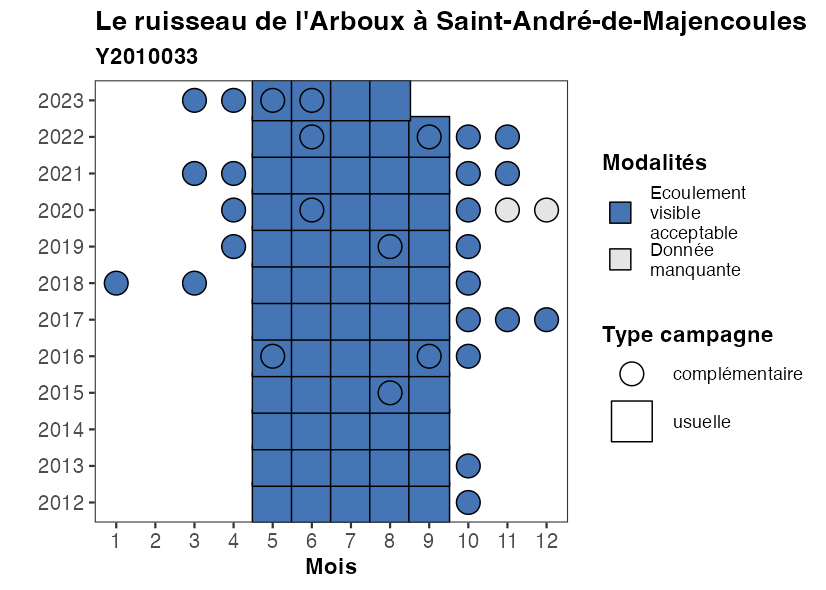 Le ruisseau de l'Arboux à Saint-André-de-Majencoules
Y2010033
2023
2022
2021
2020
2019
2018
2017
2016
2015
2014
2013
2012
1 2 3 4 5 6 7 8 9 10 11 12
Mois
Modalités
Ecoulement
visible
acceptable
Donnée
manquante
Type campagne
complémentaire
usuelle